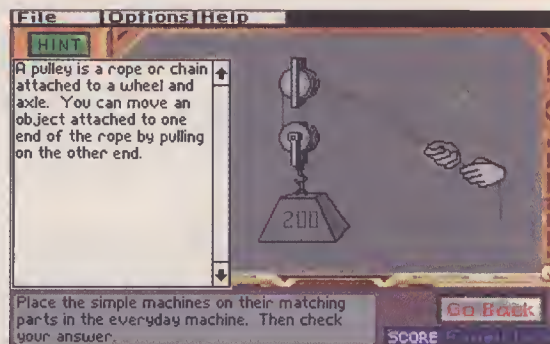 File Options Help
HINT
A pulley is a rope or chain
attached to a wheel and
axle. You can move an
object attached to one
end of the rope by pulling
on the other end.
200
Place the simple machines on their matching
parts in the everyday machine. Then check
your answer.
Go Back
SCORE